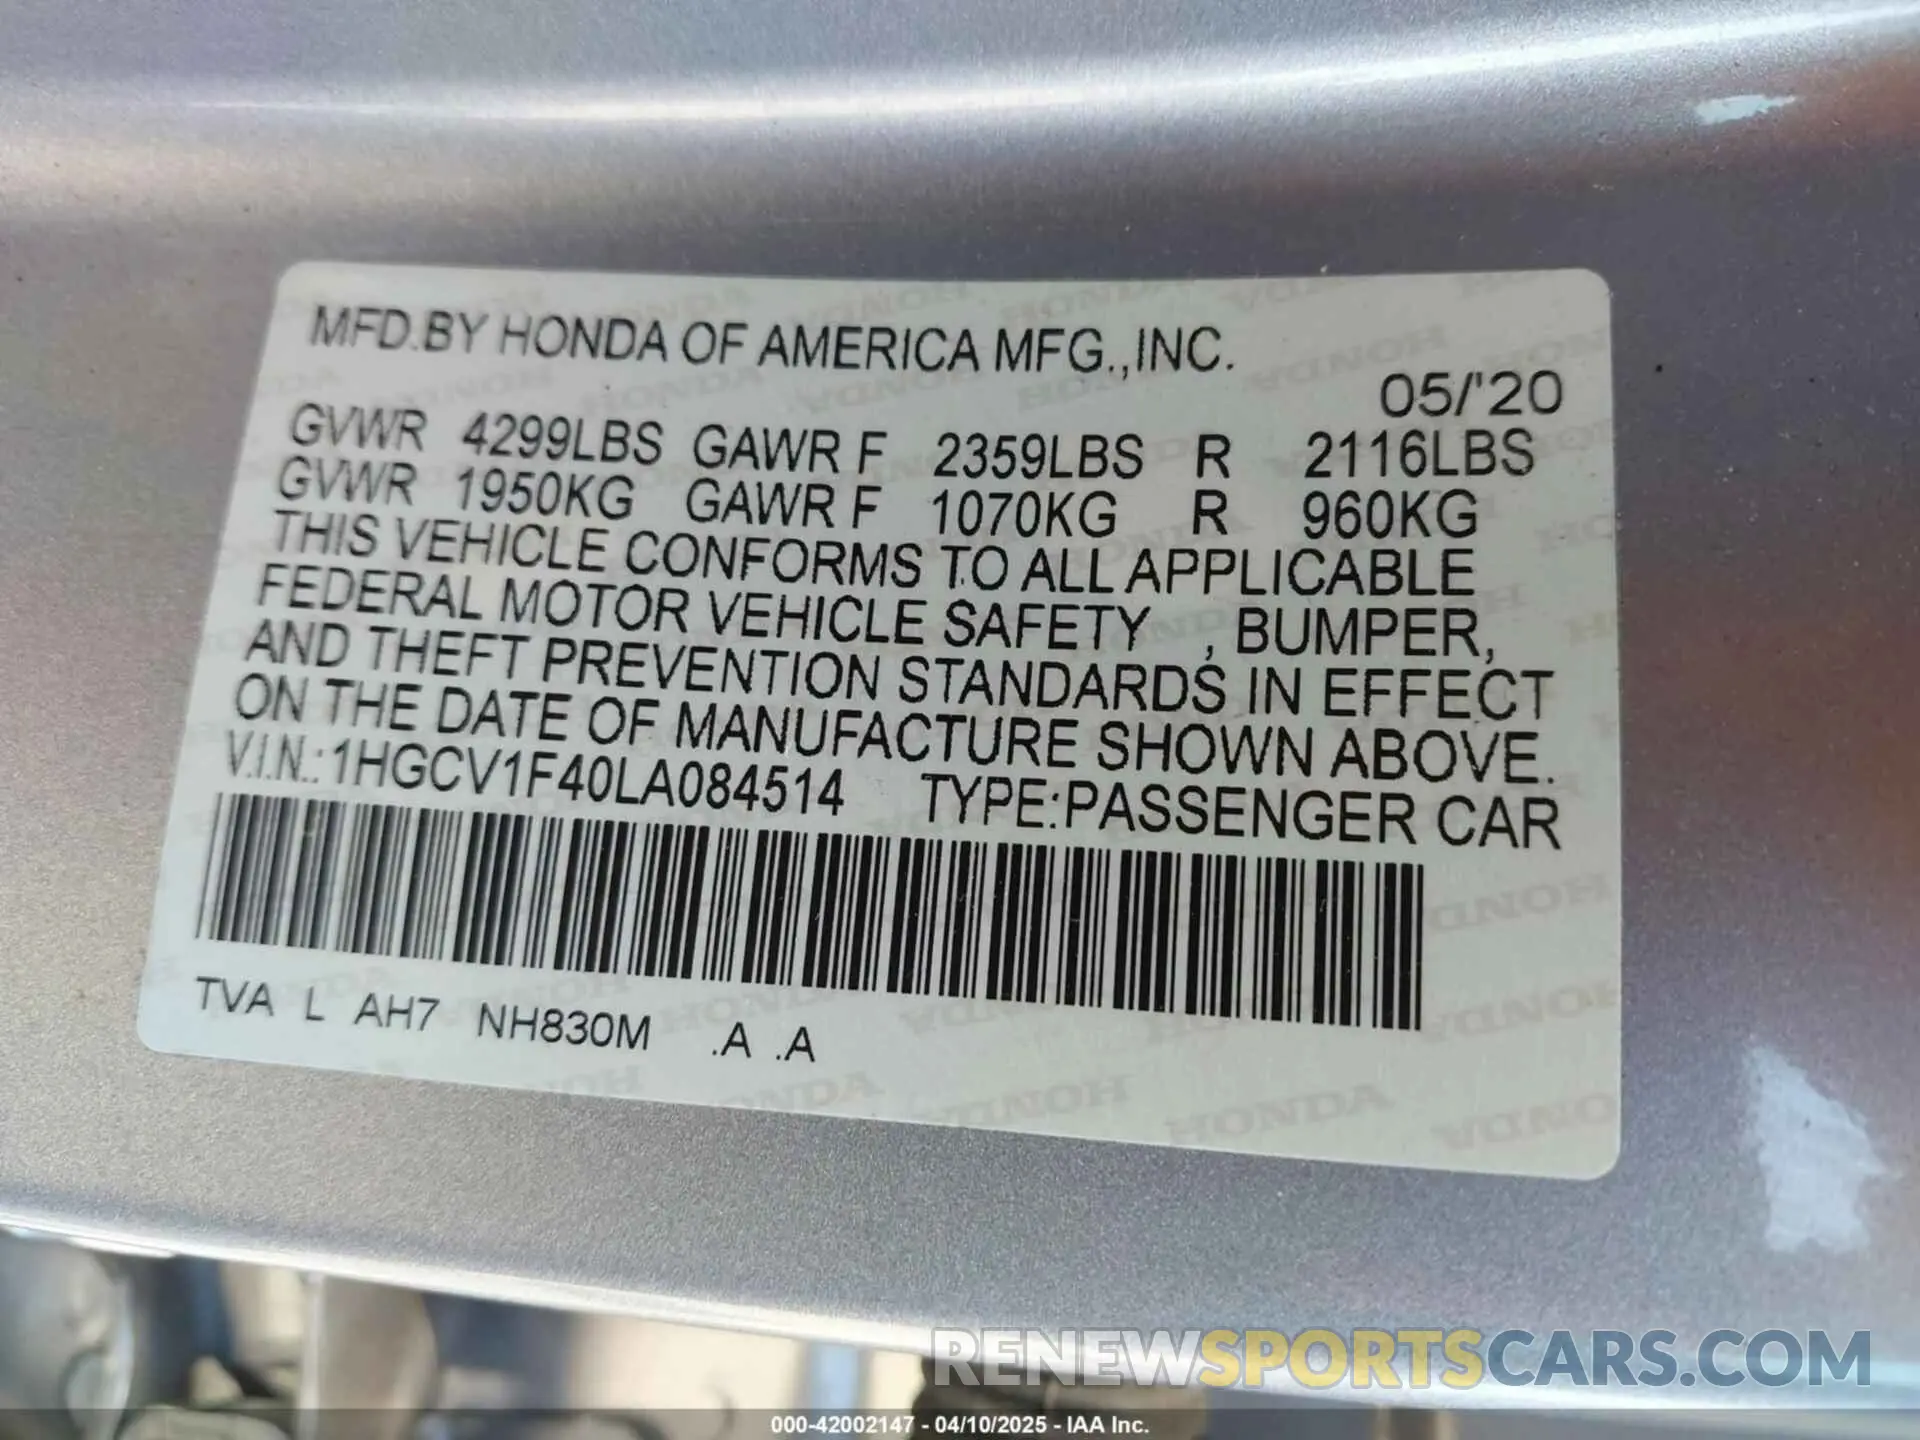 MFD.BY HONDA OF AMERICA MFG.,INC.
05/'20
GVWR 4299LBS GAWR F 2359LBS R 2116LBS
GVWR 1950KG GAWR F 1070KG R 960KG
THIS VEHICLE CONFORMS TO ALL APPLICABLE
FEDERAL MOTOR VEHICLE SAFETY , BUMPER,
AND THEFT PREVENTION STANDARDS IN EFFECT
ON THE DATE OF MANUFACTURE SHOWN ABOVE.
V.I.N.:1HGCV1F40LA084514 TYPE:PASSENGER CAR
TVA L AH7 NH830M .A .A
RENEWSPORTSCARS.COM
000-42002147 - 04/10/2025 - IAA Inc.